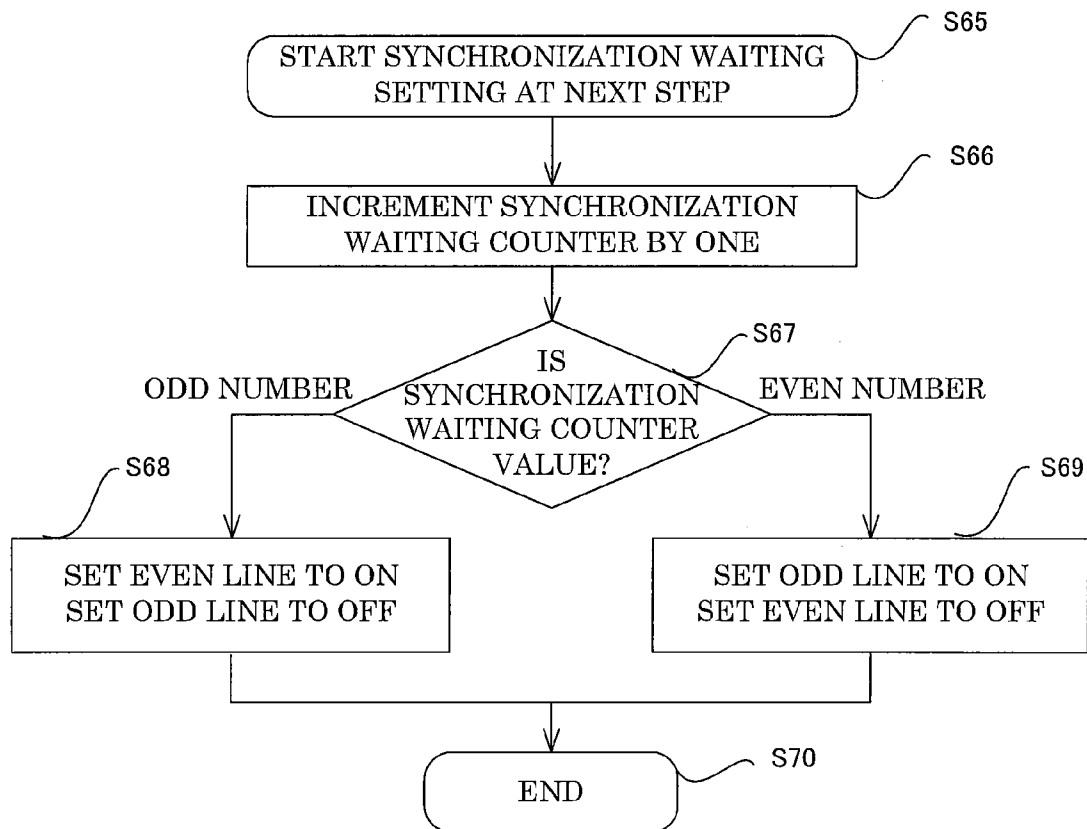 S65
START SYNCHRONIZATION WAITING
SETTING AT NEXT STEP
S66
INCREMENT SYNCHRONIZATION
WAITING COUNTER BY ONE
S67
IS
SYNCHRONIZATION
WAITING COUNTER
VALUE?
ODD NUMBER
EVEN NUMBER
S68
SET EVEN LINE TO ON
SET ODD LINE TO OFF
S69
SET ODD LINE TO ON
SET EVEN LINE TO OFF
S70
END